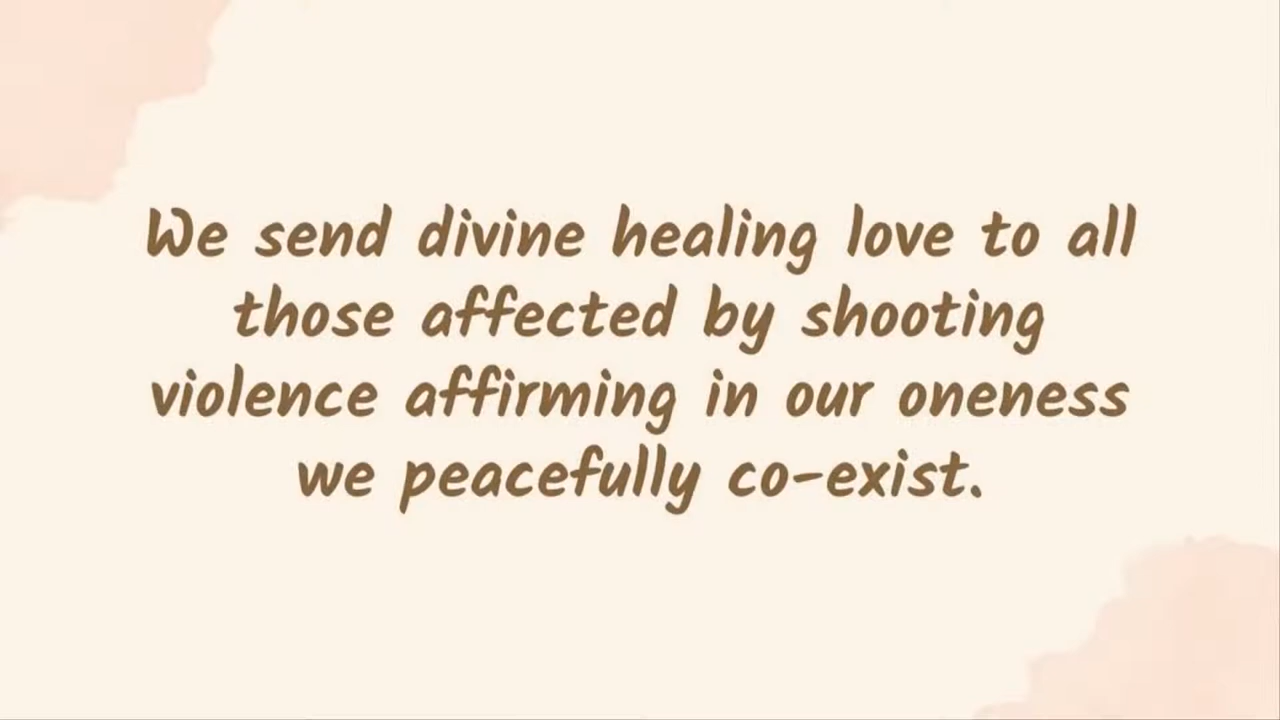 We send divine healing love to all
those affected by shooting
violence affirming in our oneness
we peacefully co-exist.